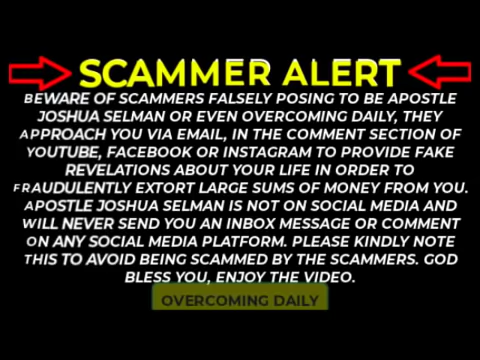 SCAMMER ALERT
BEWARE OF SCAMMERS FALSELY POSING TO BE APOSTLE
JOSHUA SELMAN OR EVEN OVERCOMING DAILY, THEY
APPROACH YOU VIA EMAIL, IN THE COMMENT SECTION OF
YOUTUBE, FACEBOOK OR INSTAGRAM TO PROVIDE FAKE
REVELATIONS ABOUT YOUR LIFE IN ORDER TO
FRAUDULENTLY EXTORT LARGE SUMS OF MONEY FROM YOU.
APOSTLE JOSHUA SELMAN IS NOT ON SOCIAL MEDIA AND
WILL NEVER SEND YOU AN INBOX MESSAGE OR COMMENT
ON ANY SOCIAL MEDIA PLATFORM. PLEASE KINDLY NOTE
THIS TO AVOID BEING SCAMMED BY THE SCAMMERS. GOD
BLESS YOU, ENJOY THE VIDEO.
OVERCOMING DAILY